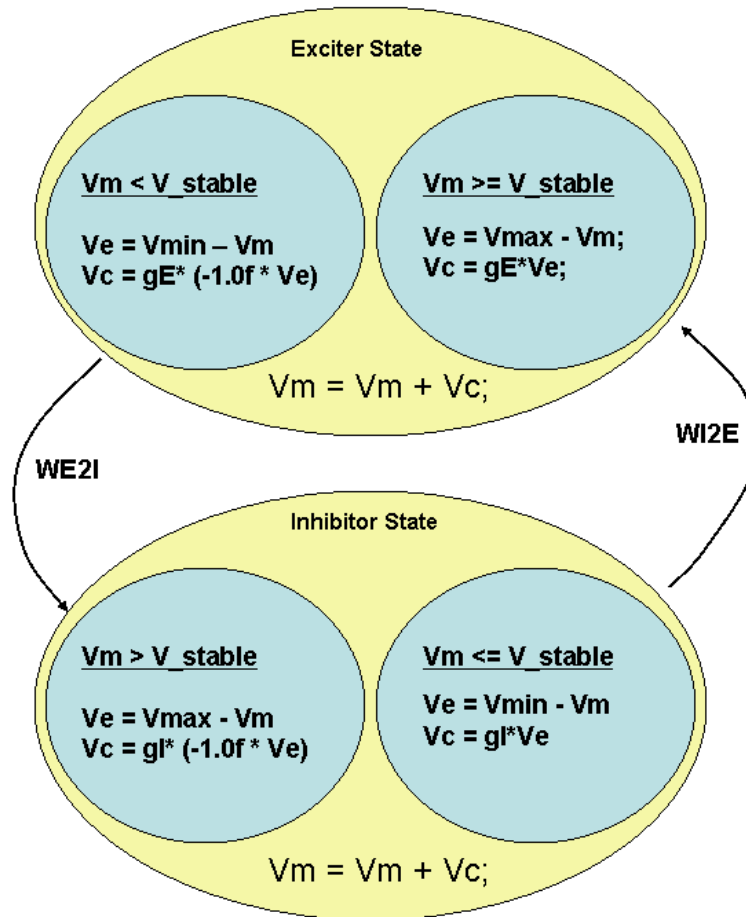 Exciter State
Vm < V_stable
Ve = Vmin – Vm
Vc = gE* (-1.0f * Ve)
Vm >= V_stable
Ve = Vmax - Vm;
Vc = gE*Ve;
Vm = Vm + Vc;
WE2I
WI2E
Inhibitor State
Vm > V_stable
Ve = Vmax - Vm
Vc = gI* (-1.0f * Ve)
Vm <= V_stable
Ve = Vmin - Vm
Vc = gI*Ve
Vm = Vm + Vc;